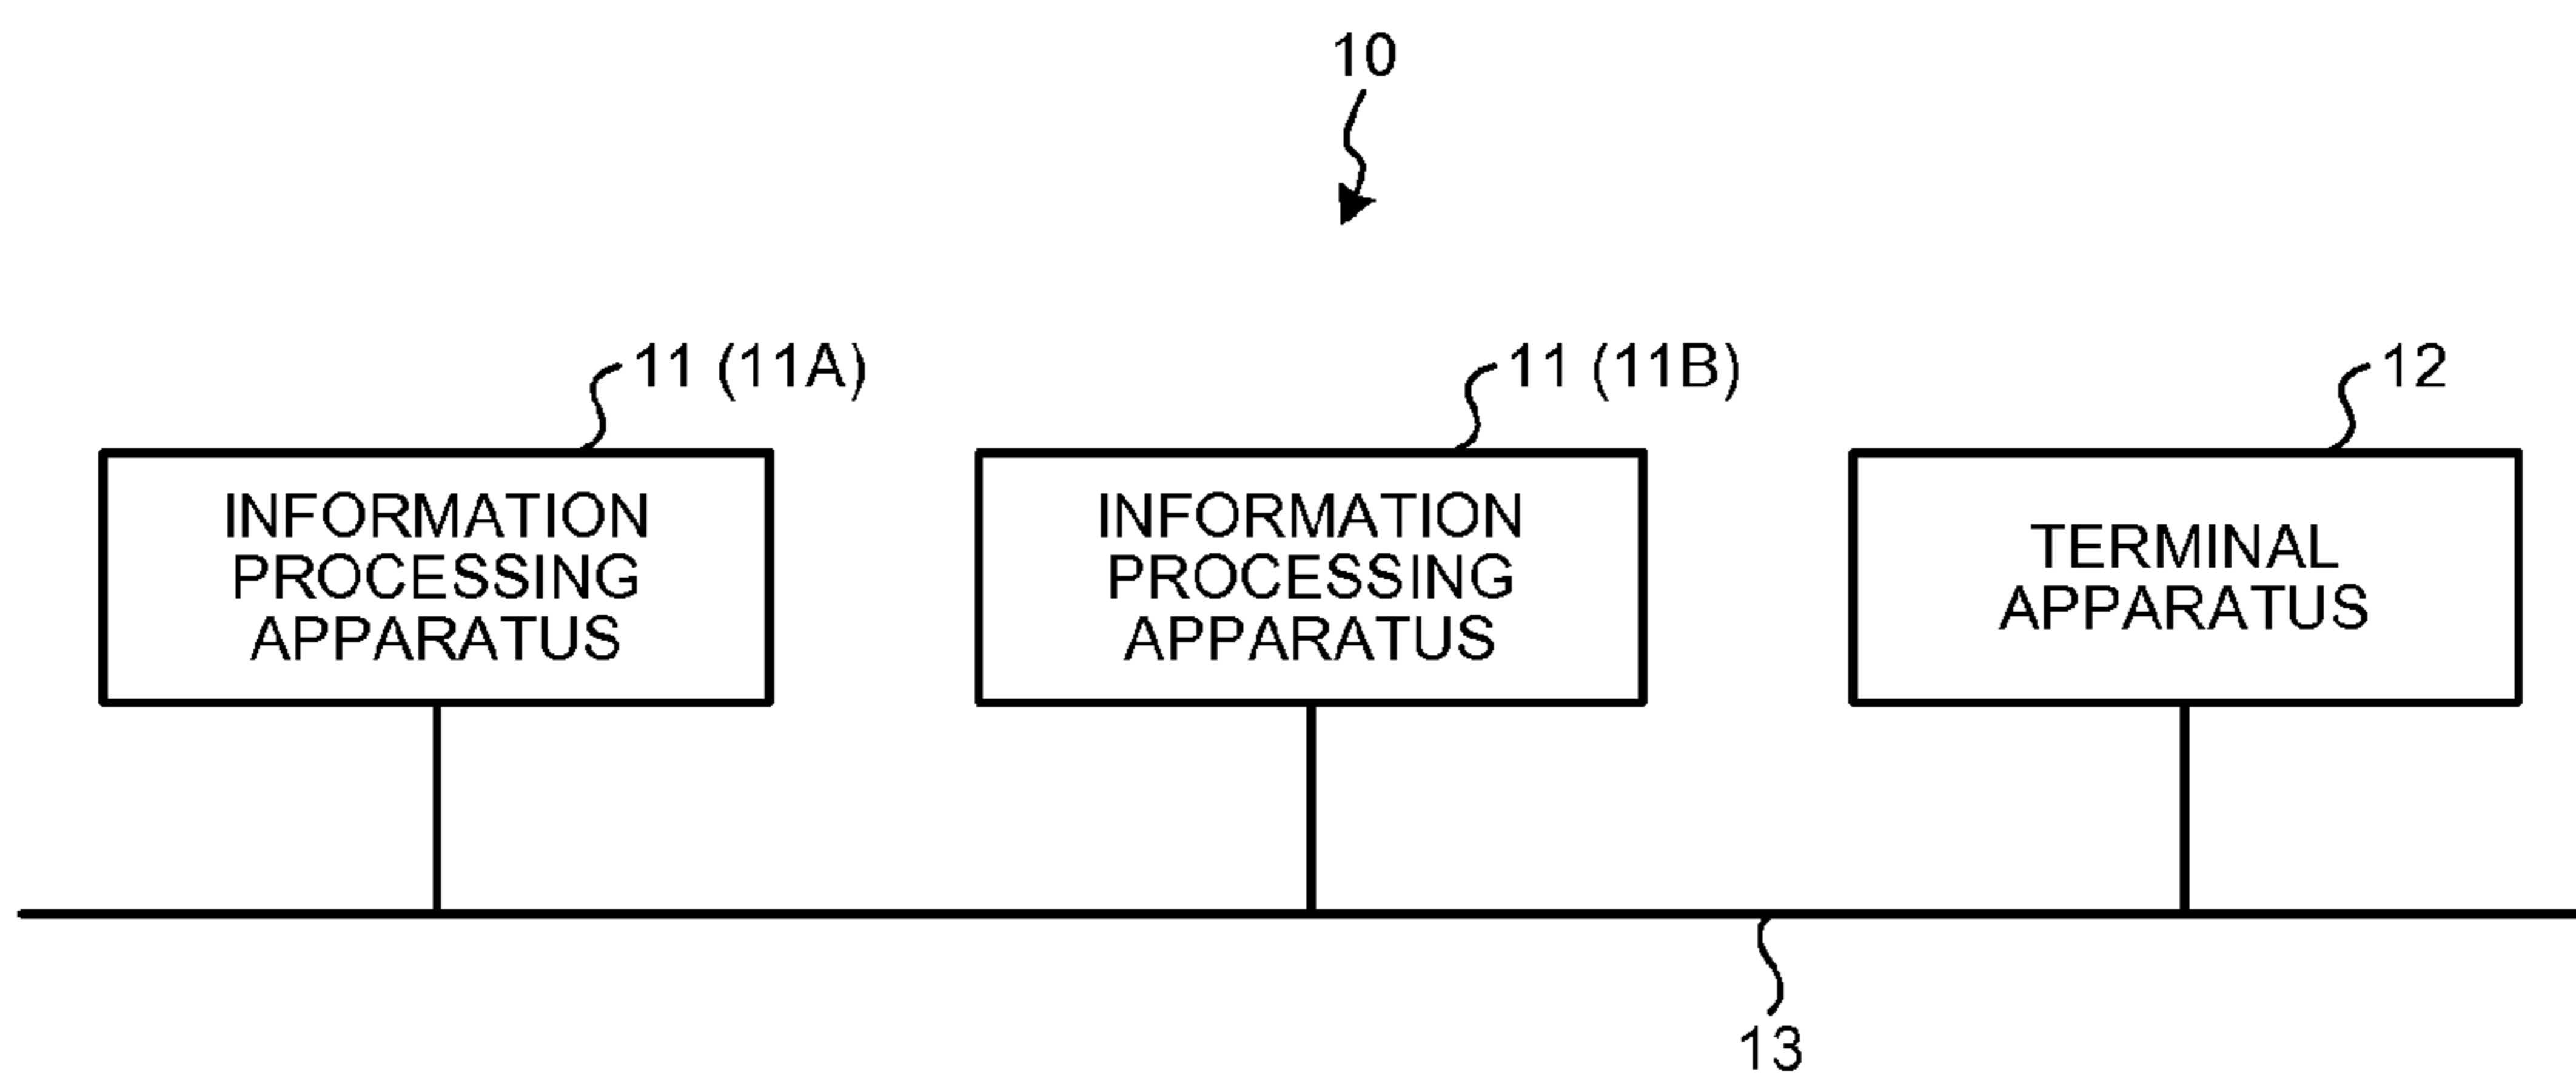 10
11 (11A)
11 (11B)
12
INFORMATION
PROCESSING
APPARATUS
INFORMATION
PROCESSING
APPARATUS
TERMINAL
APPARATUS
13